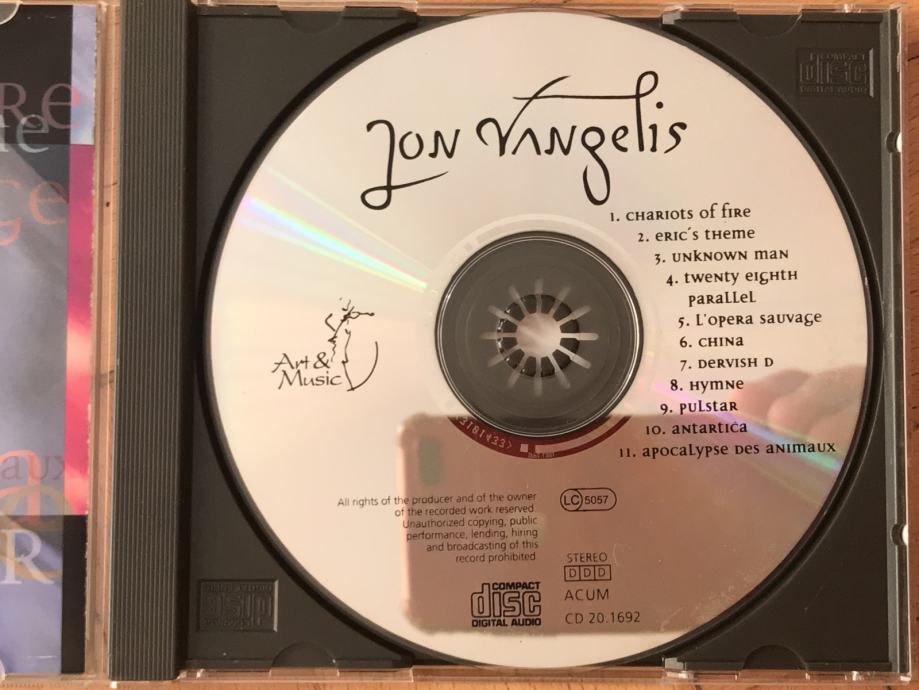 Re
ge
aux
R
COMPACT
disc
DIGITAL AUDIO
Jon Vangelis
1. CHARIOTS OF FIRE
2. ERIC'S THEME
3. UNKNOWN MAN
4. TWENTY EIGHTH
PARALLEL
5. L'OPERA SAUVAGE
6. CHINA
7. DERVISH D
8. HYMNE
9. PULSTAR
10. ANTARTICA
11. APOCALYPSE DES ANIMAUX
Art &
Music
All rights of the producer and of the owner
of the recorded work reserved
Unauthorized copying, public
performance, lending, hiring
and broadcasting of this
record prohibited
LC 5057
STEREO
DDD
ACUM
CD 20.1692
COMPACT
disc
DIGITAL AUDIO